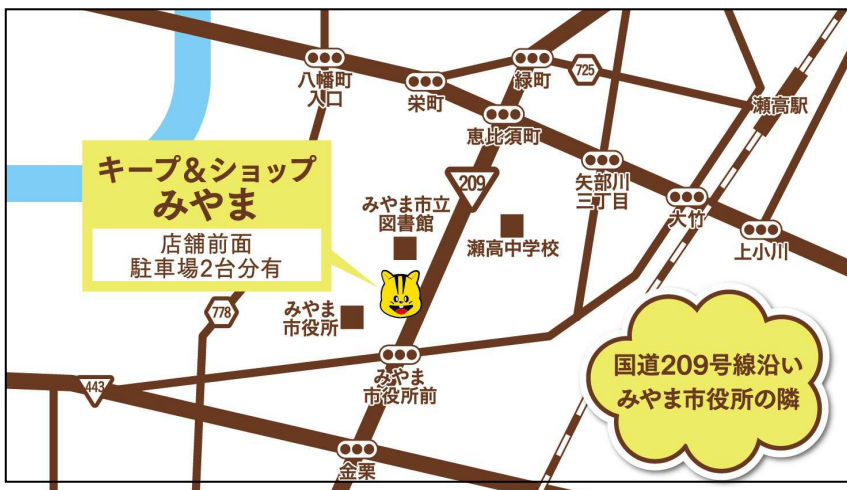 八幡町
入口
栄町
緑町
725
瀬高駅
恵比須町
キープ&ショップ
みやま
店舗前面
駐車場2台分有
209
矢部川
三丁目
大竹
みやま市立
図書館
瀬高中学校
上小川
778
みやま
市役所
みやま
市役所前
443
金栗
国道209号線沿い
みやま市役所の隣